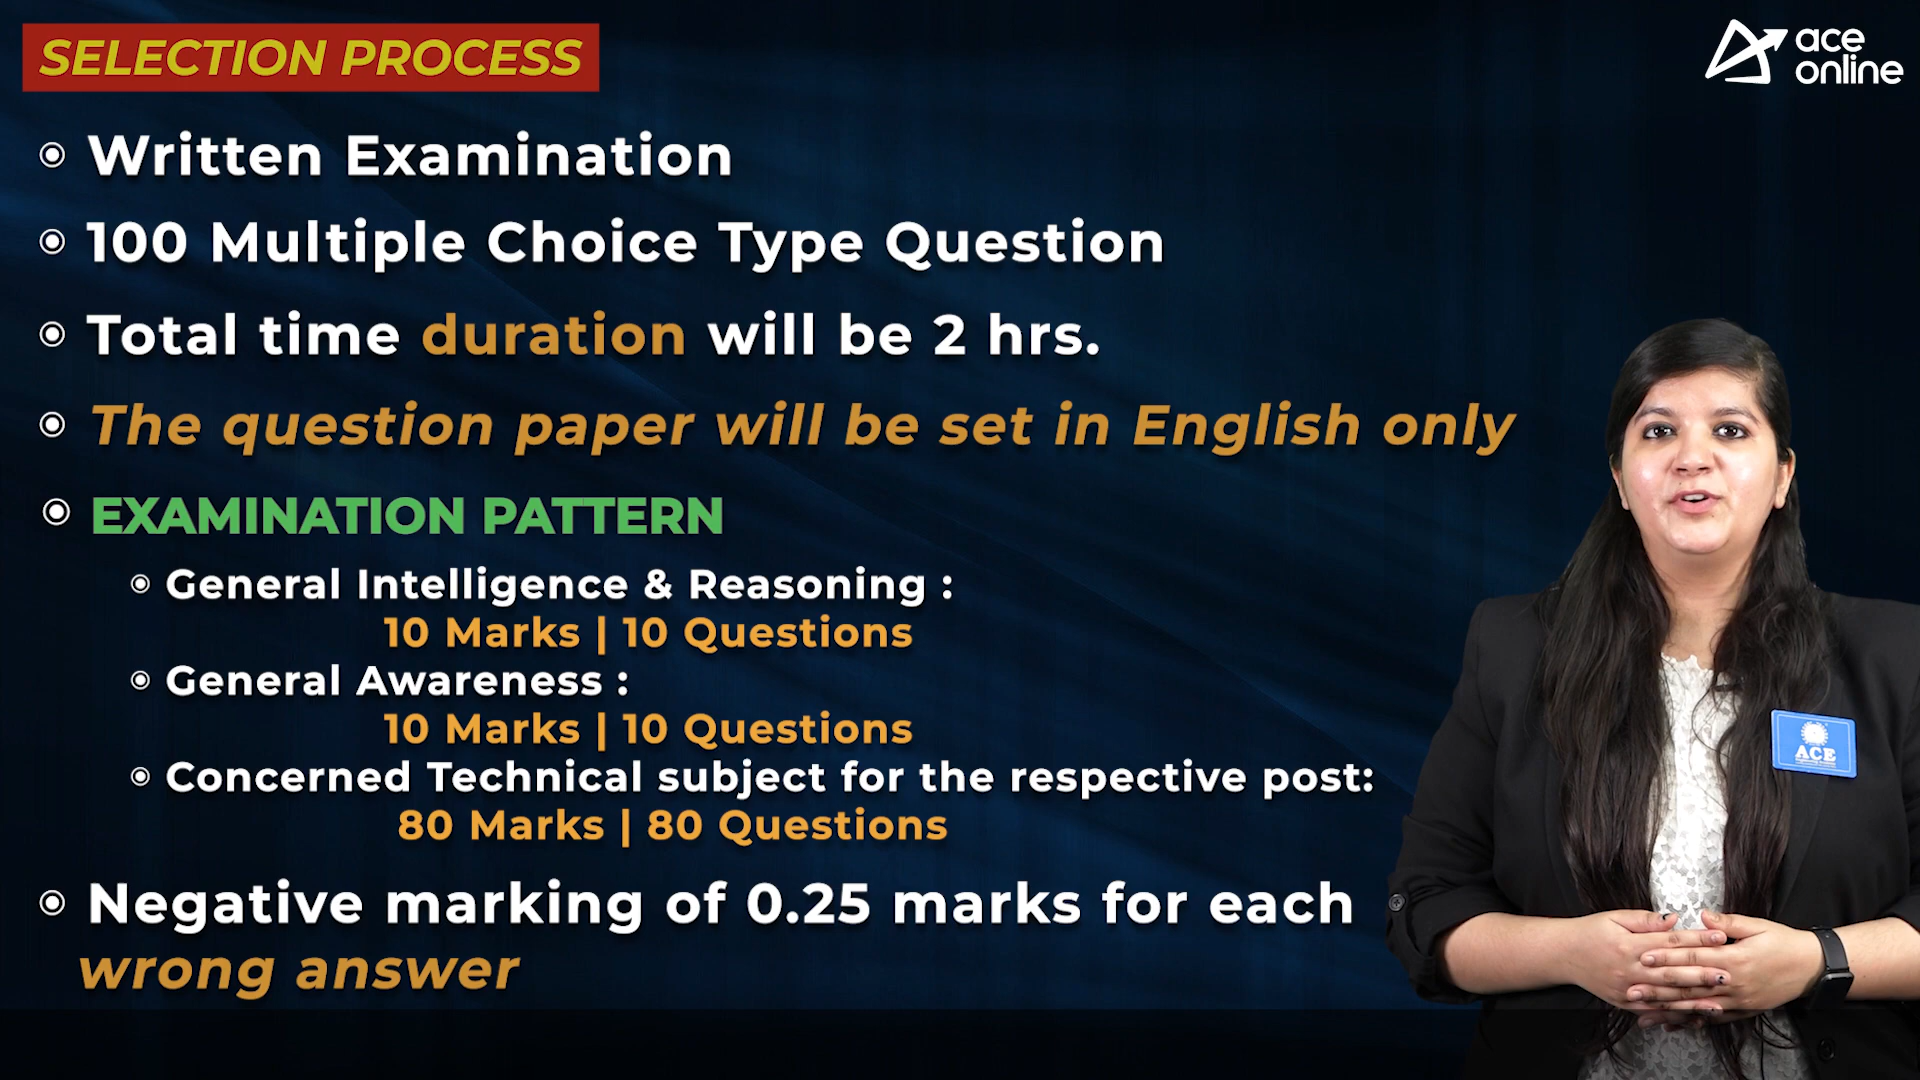 SELECTION PROCESS
ace
online
Written Examination
100 Multiple Choice Type Question
Total time duration will be 2 hrs.
The question paper will be set in English only
EXAMINATION PATTERN
General Intelligence & Reasoning :
10 Marks | 10 Questions
General Awareness :
10 Marks | 10 Questions
Concerned Technical subject for the respective post:
80 Marks | 80 Questions
Negative marking of 0.25 marks for each
wrong answer
ACE